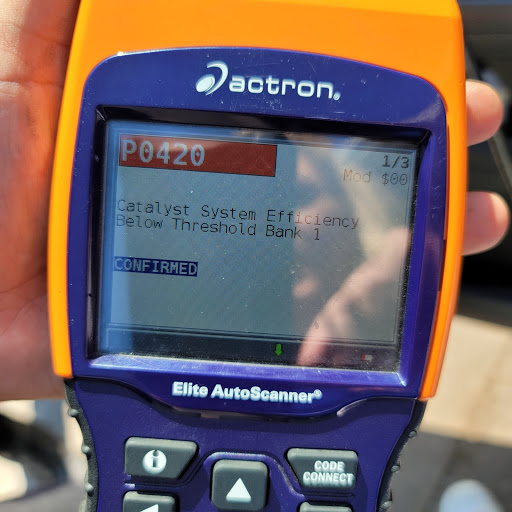 actron®
P0420
1/3
Mod $00
Catalyst System Efficiency
Below Threshold Bank 1
CONFIRMED
Elite AutoScanner®
i
CODE
CONNECT